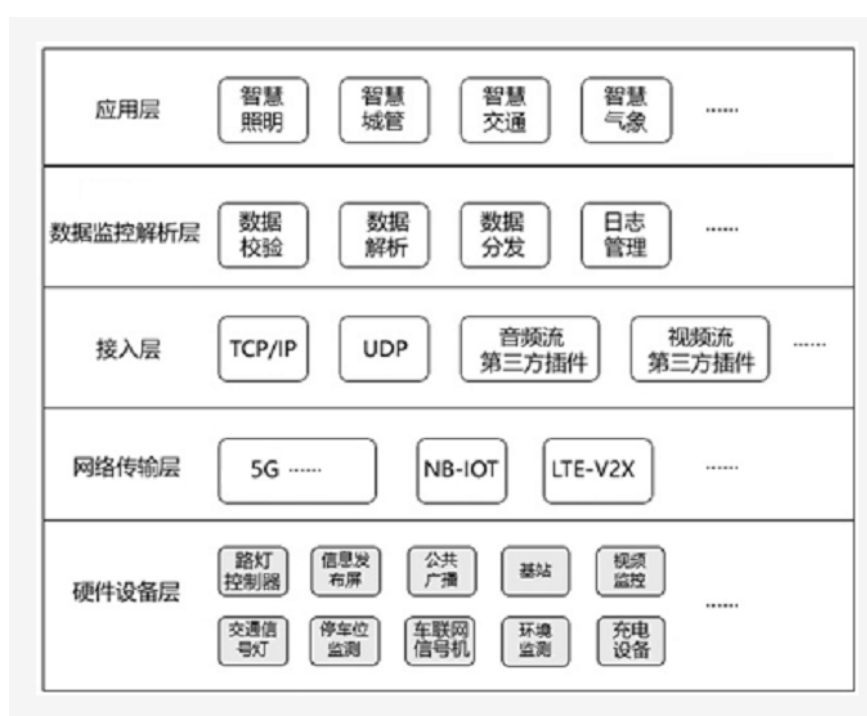 应用层
智慧
照明
智慧
城管
智慧
交通
智慧
气象
......
数据监控解析层
数据
校验
数据
解析
数据
分发
日志
管理
......
接入层
TCP/IP
UDP
音频流
第三方插件
视频流
第三方插件
......
网络传输层
5G ......
NB-IOT
LTE-V2X
......
硬件设备层
路灯
控制器
信息发
布屏
公共
广播
基站
视频
监控
交通信
号灯
停车位
监测
车联网
信号机
环境
监测
充电
设备
......